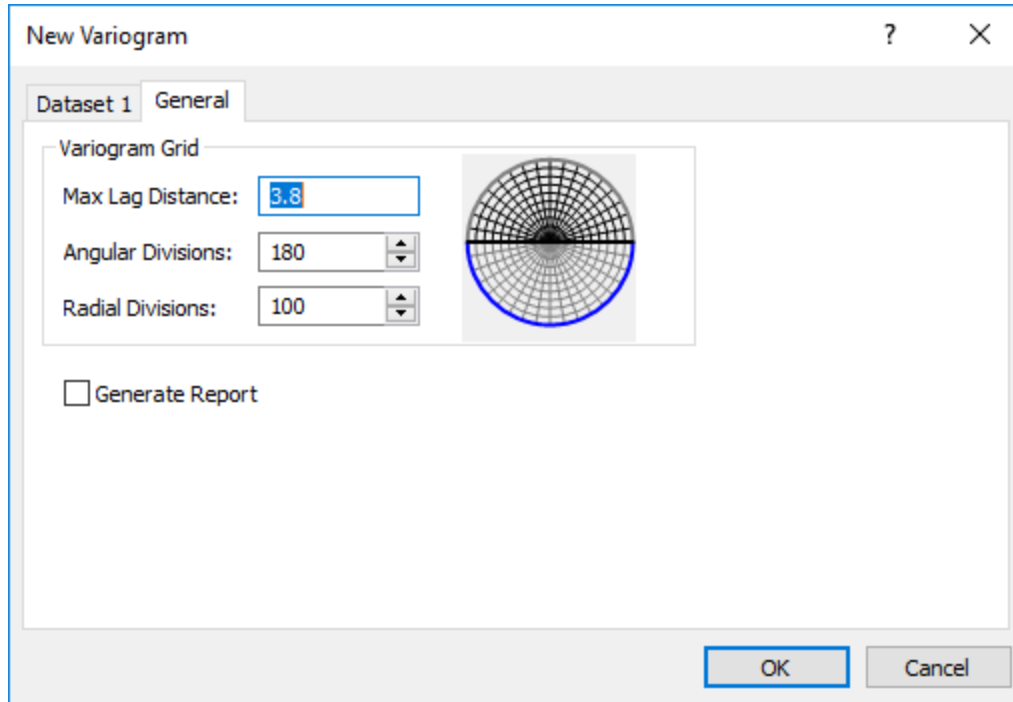 New Variogram ?
Dataset 1 General
Variogram Grid
Max Lag Distance: 3.8
Angular Divisions: 180
Radial Divisions: 100
Generate Report
OK Cancel